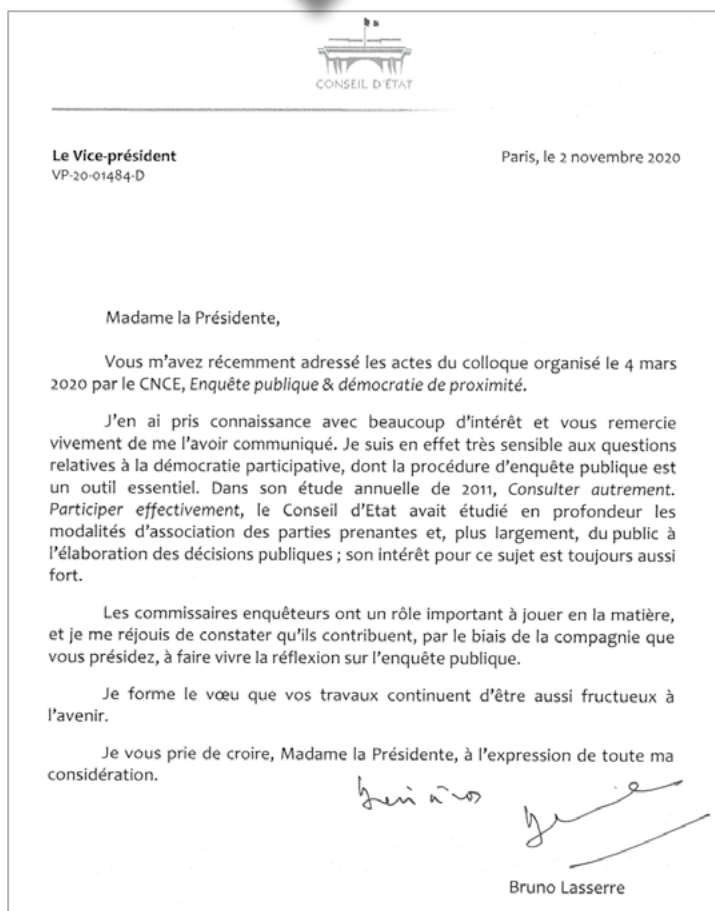 CONSEIL D'ÉTAT
Le Vice-président
VP-20-01484-D
Paris, le 2 novembre 2020
Madame la Présidente,
Vous m'avez récemment adressé les actes du colloque organisé le 4 mars
2020 par le CNCE, Enquête publique & démocratie de proximité.
J'en ai pris connaissance avec beaucoup d'intérêt et vous remercie
vivement de me l'avoir communiqué. Je suis en effet très sensible aux questions
relatives à la démocratie participative, dont la procédure d'enquête publique est
un outil essentiel. Dans son étude annuelle de 2011, Consulter autrement.
Participer effectivement, le Conseil d'Etat avait étudié en profondeur les
modalités d'association des parties prenantes et, plus largement, du public à
l'élaboration des décisions publiques ; son intérêt pour ce sujet est toujours aussi
fort.
Les commissaires enquêteurs ont un rôle important à jouer en la matière,
et je me réjouis de constater qu'ils contribuent, par le biais de la compagnie que
vous présidez, à faire vivre la réflexion sur l'enquête publique.
Je forme le vœu que vos travaux continuent d'être aussi fructueux à
l'avenir.
Je vous prie de croire, Madame la Présidente, à l'expression de toute ma
considération.
Bruno Lasserre